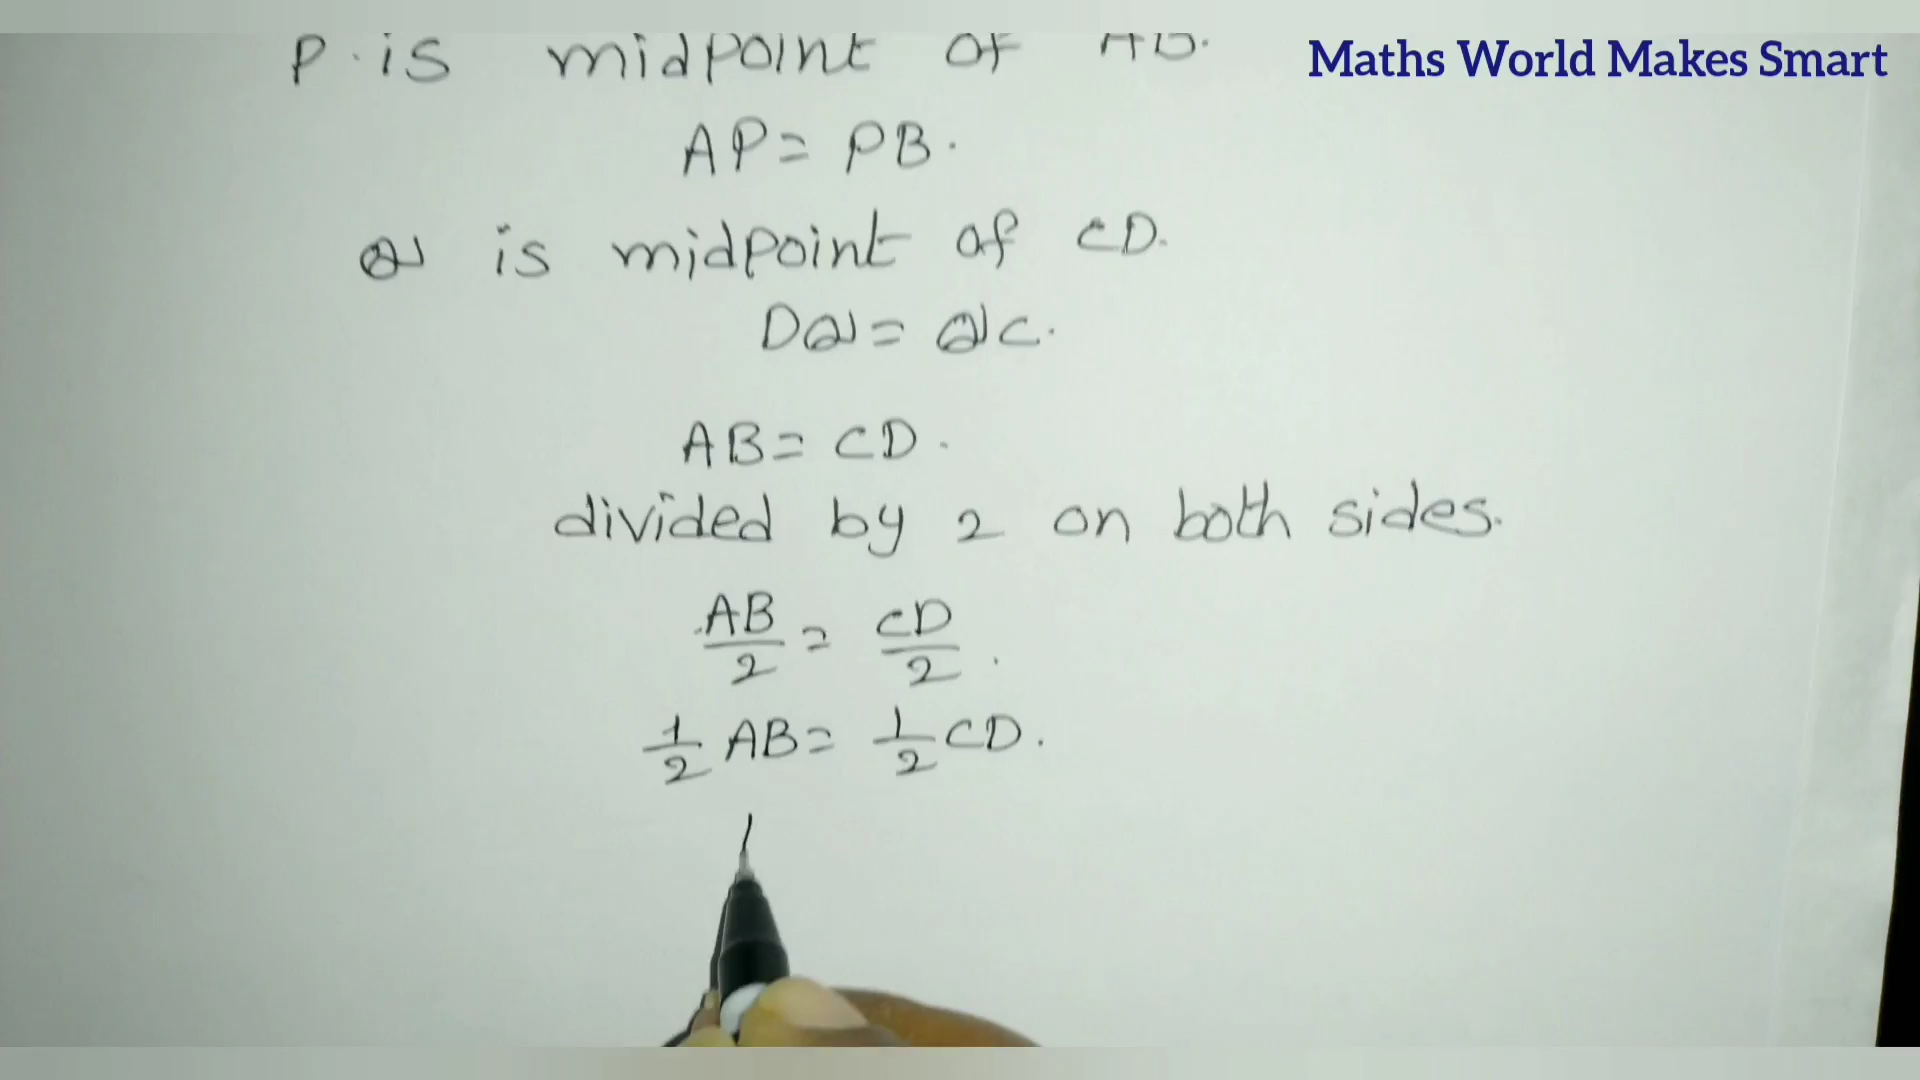 P is midpoint of AB.
Maths World Makes Smart
AP = PB.
Q is midpoint of CD.
DQ = QC.
AB = CD.
divided by 2 on both sides.
AB/2 = CD/2.
1/2 AB = 1/2 CD.